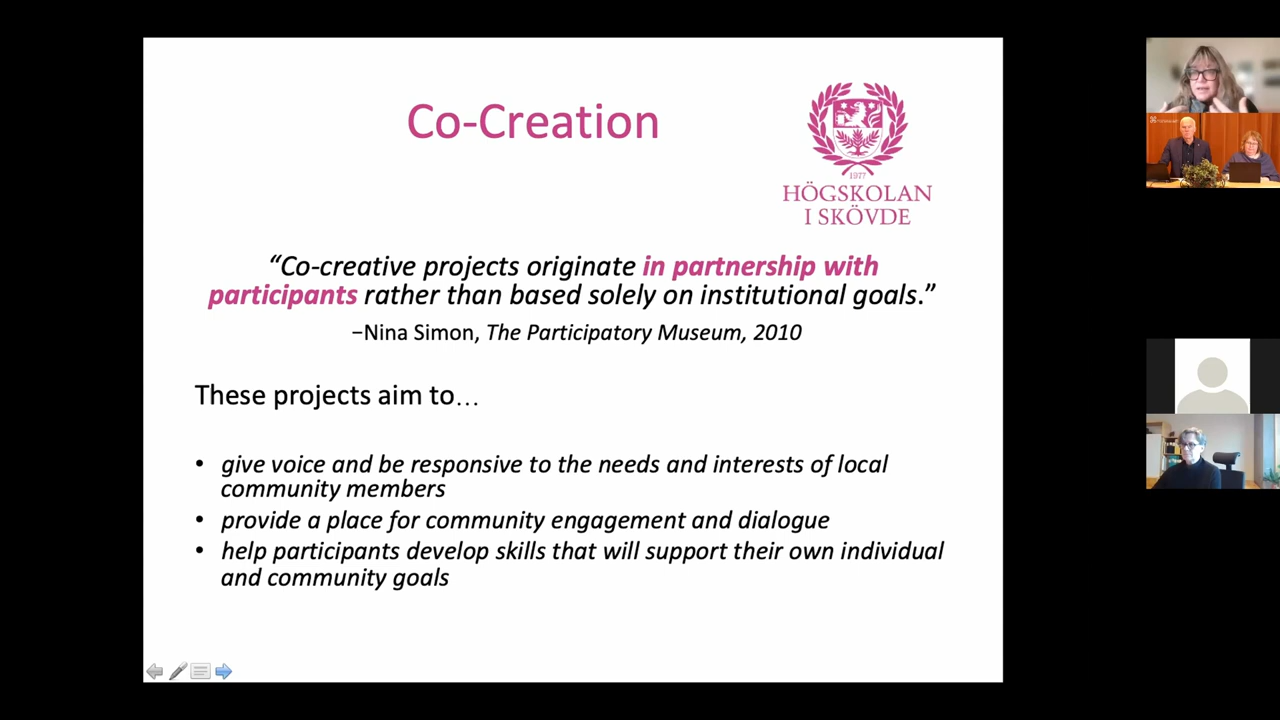 Co-Creation
1977
HÖGSKOLAN
I SKÖVDE
“Co-creative projects originate in partnership with
participants rather than based solely on institutional goals.”
–Nina Simon, The Participatory Museum, 2010
These projects aim to…
• give voice and be responsive to the needs and interests of local
community members
• provide a place for community engagement and dialogue
• help participants develop skills that will support their own individual
and community goals